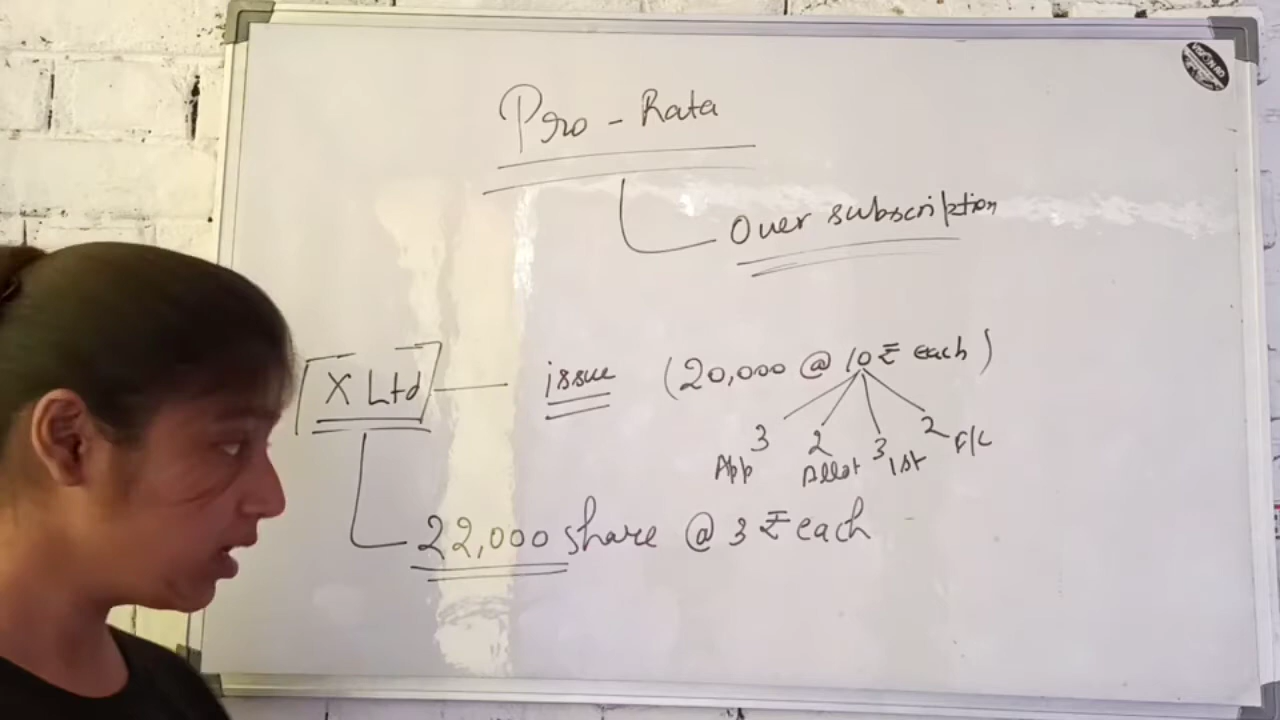 Pro - Rata
Over subscription
X Ltd issue (20,000 @ 10 ₹ each)
3 2 3 2
App Allot 1st F/C
22,000 share @ 3 ₹ each